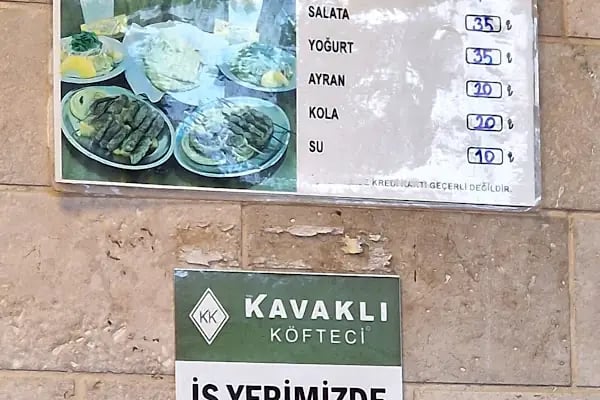 SALATA 35 ₺
YOĞURT 35 ₺
AYRAN 20 ₺
KOLA 20 ₺
SU 10 ₺
KREDİ KARTI GEÇERLİ DEĞİLDİR.
KK KAVAKLI
KÖFTECİ
İŞ YERİMİZDE